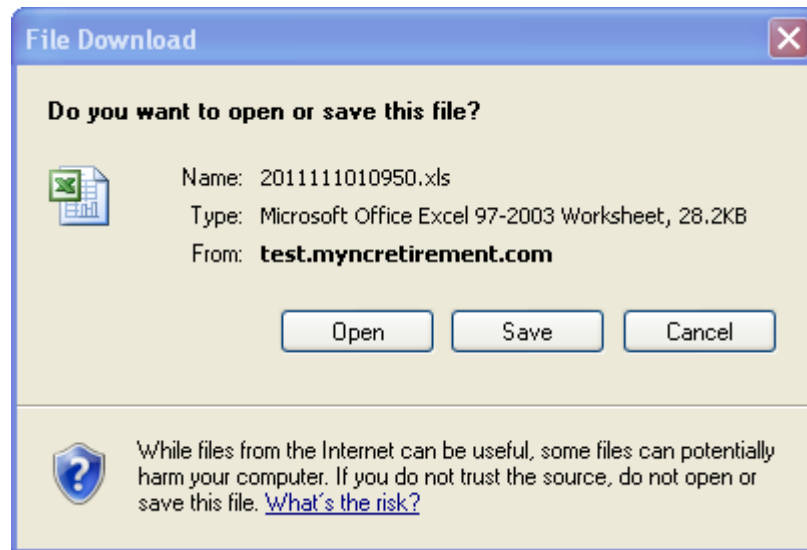 File Download
Do you want to open or save this file?
Name: 2011111010950.xls
Type: Microsoft Office Excel 97-2003 Worksheet, 28.2KB
From: test.myncretirement.com
Open Save Cancel
While files from the Internet can be useful, some files can potentially
harm your computer. If you do not trust the source, do not open or
save this file. What's the risk?